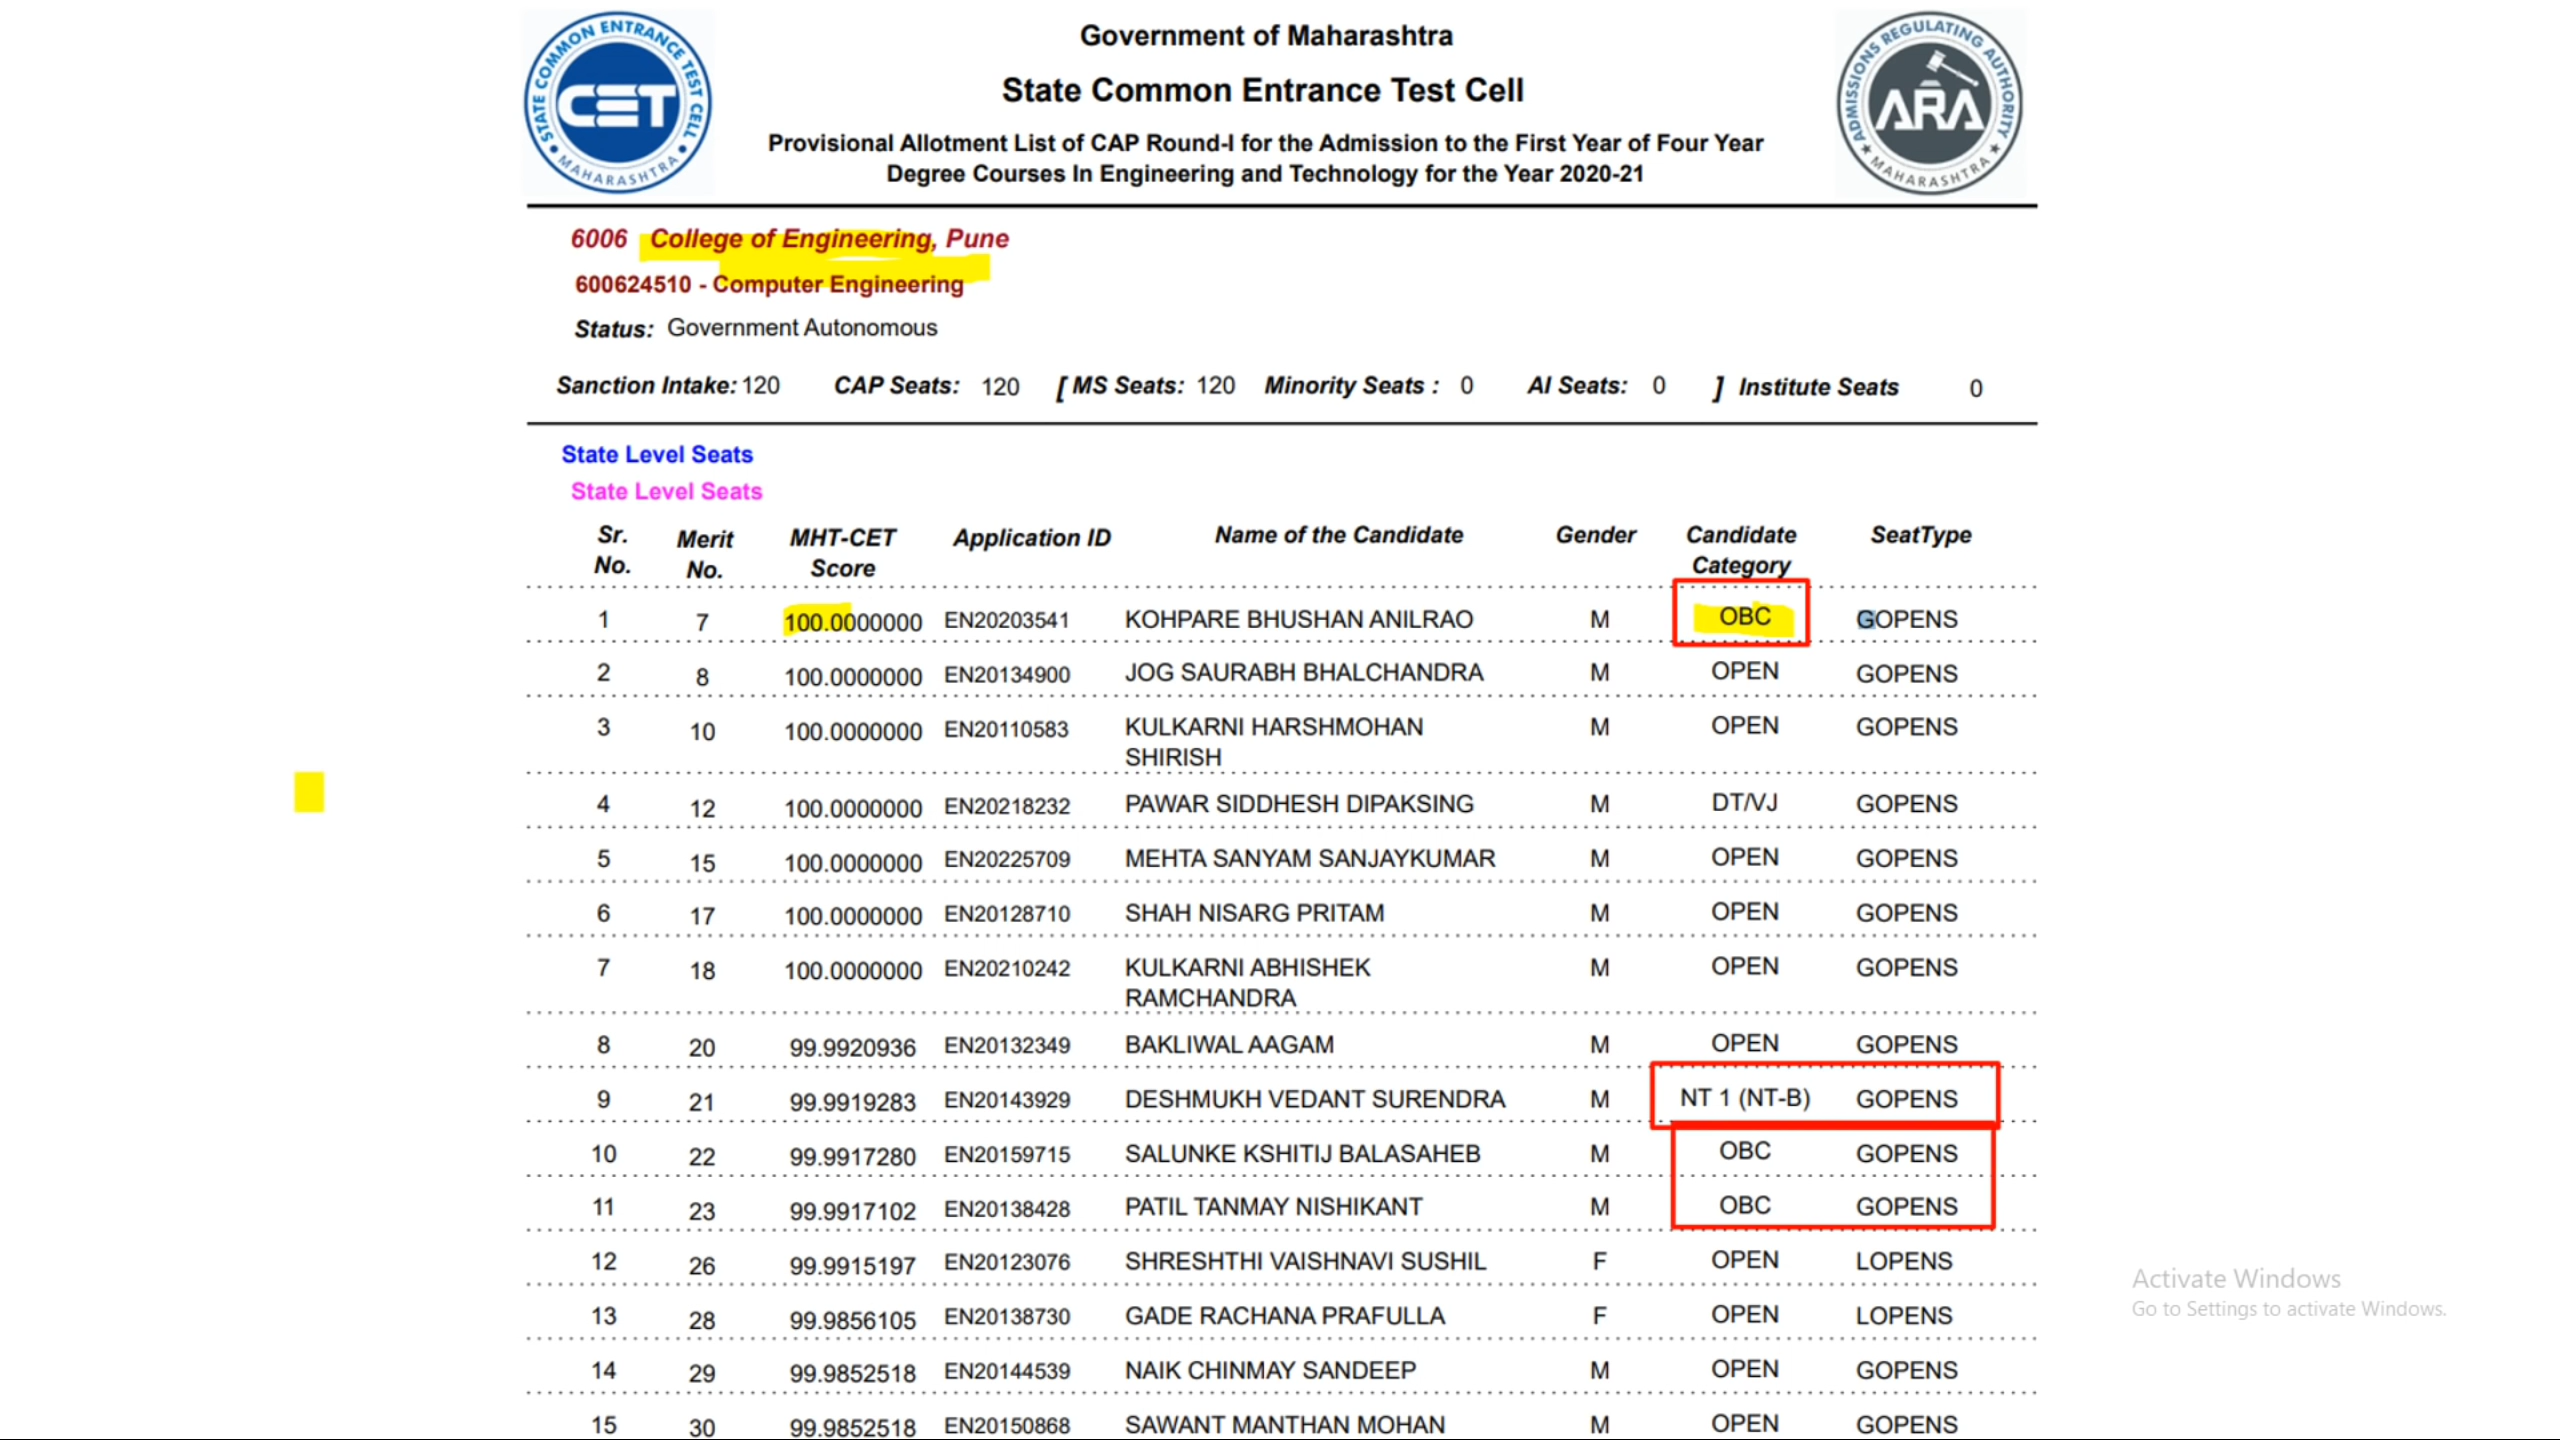 STATE COMMON ENTRANCE TEST CELL
CET
MAHARASHTRA
Government of Maharashtra
State Common Entrance Test Cell
Provisional Allotment List of CAP Round-I for the Admission to the First Year of Four Year
Degree Courses In Engineering and Technology for the Year 2020-21
ADMISSIONS REGULATING AUTHORITY
ARA
MAHARASHTRA
6006 College of Engineering, Pune
600624510 - Computer Engineering
Status: Government Autonomous
Sanction Intake: 120 CAP Seats: 120 [ MS Seats: 120 Minority Seats : 0 AI Seats: 0 ] Institute Seats 0
State Level Seats
State Level Seats
Sr. No. Merit No. MHT-CET Score Application ID Name of the Candidate Gender Candidate Category SeatType
1 7 100.0000000 EN20203541 KOHPARE BHUSHAN ANILRAO M OBC GOPENS
2 8 100.0000000 EN20134900 JOG SAURABH BHALCHANDRA M OPEN GOPENS
3 10 100.0000000 EN20110583 KULKARNI HARSHMOHAN M OPEN GOPENS
SHIRISH
4 12 100.0000000 EN20218232 PAWAR SIDDHESH DIPAKSING M DT/VJ GOPENS
5 15 100.0000000 EN20225709 MEHTA SANYAM SANJAYKUMAR M OPEN GOPENS
6 17 100.0000000 EN20128710 SHAH NISARG PRITAM M OPEN GOPENS
7 18 100.0000000 EN20210242 KULKARNI ABHISHEK M OPEN GOPENS
RAMCHANDRA
8 20 99.9920936 EN20132349 BAKLIWAL AAGAM M OPEN GOPENS
9 21 99.9919283 EN20143929 DESHMUKH VEDANT SURENDRA M NT 1 (NT-B) GOPENS
10 22 99.9917280 EN20159715 SALUNKE KSHITIJ BALASAHEB M OBC GOPENS
11 23 99.9917102 EN20138428 PATIL TANMAY NISHIKANT M OBC GOPENS
12 26 99.9915197 EN20123076 SHRESHTHI VAISHNAVI SUSHIL F OPEN LOPENS
13 28 99.9856105 EN20138730 GADE RACHANA PRAFULLA F OPEN LOPENS
14 29 99.9852518 EN20144539 NAIK CHINMAY SANDEEP M OPEN GOPENS
15 30 99.9852518 EN20150868 SAWANT MANTHAN MOHAN M OPEN GOPENS
Activate Windows
Go to Settings to activate Windows.